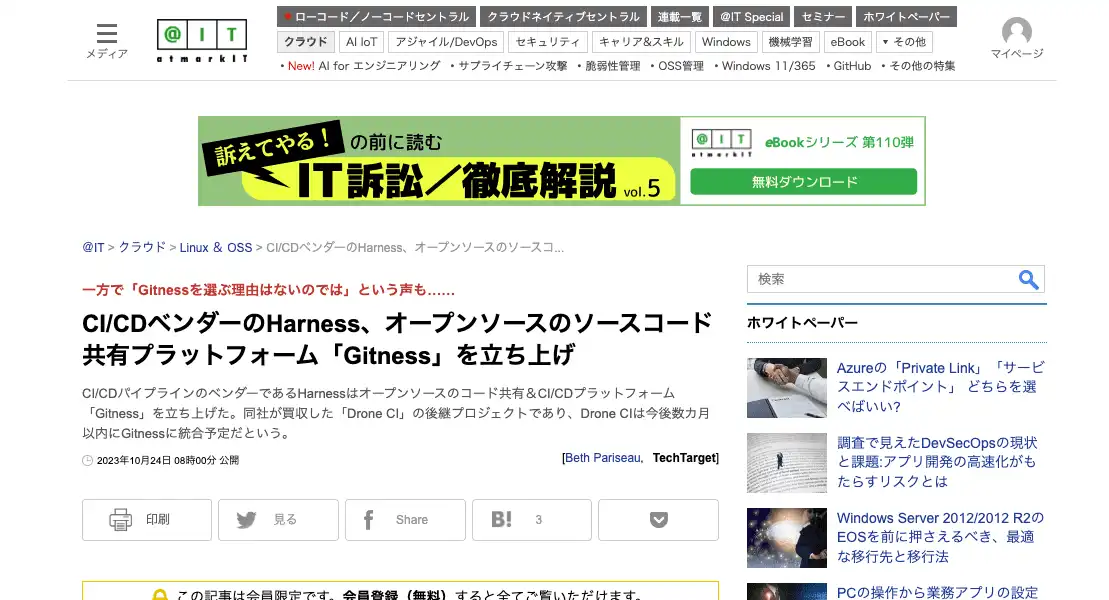 ローコード／ノーコードセントラル
クラウドネイティブセントラル
連載一覧
@IT Special
セミナー
ホワイトペーパー
メディア
@IT
atmarkIT
クラウド
AI IoT
アジャイル/DevOps
セキュリティ
キャリア&スキル
Windows
機械学習
eBook
▼ その他
マイページ
・New! AI for エンジニアリング ・サプライチェーン攻撃 ・脆弱性管理 ・OSS管理 ・Windows 11/365 ・GitHub ・その他の特集
訴えてやる！の前に読む
IT訴訟／徹底解説 vol.5
@IT
atmarkIT
eBookシリーズ 第110弾
無料ダウンロード
@IT > クラウド > Linux ＆ OSS > CI/CDベンダーのHarness、オープンソースのソースコ...
一方で「Gitnessを選ぶ理由はないのでは」という声も……
CI/CDベンダーのHarness、オープンソースのソースコード
共有プラットフォーム「Gitness」を立ち上げ
CI/CDパイプラインのベンダーであるHarnessはオープンソースのコード共有＆CI/CDプラットフォーム
「Gitness」を立ち上げた。同社が買収した「Drone CI」の後継プロジェクトであり、Drone CIは今後数カ月
以内にGitnessに統合予定だという。
2023年10月24日 08時00分 公開
[Beth Pariseau, TechTarget]
印刷
見る
Share
B! 3
この記事は会員限定です。会員登録（無料）すると全てご覧いただけます。
検索
ホワイトペーパー
Azureの「Private Link」「サービ
スエンドポイント」 どちらを選
べばいい?
調査で見えたDevSecOpsの現状
と課題:アプリ開発の高速化がも
たらすリスクとは
Windows Server 2012/2012 R2の
EOSを前に押さえるべき、最適
な移行先と移行法
PCの操作から業務アプリの設定